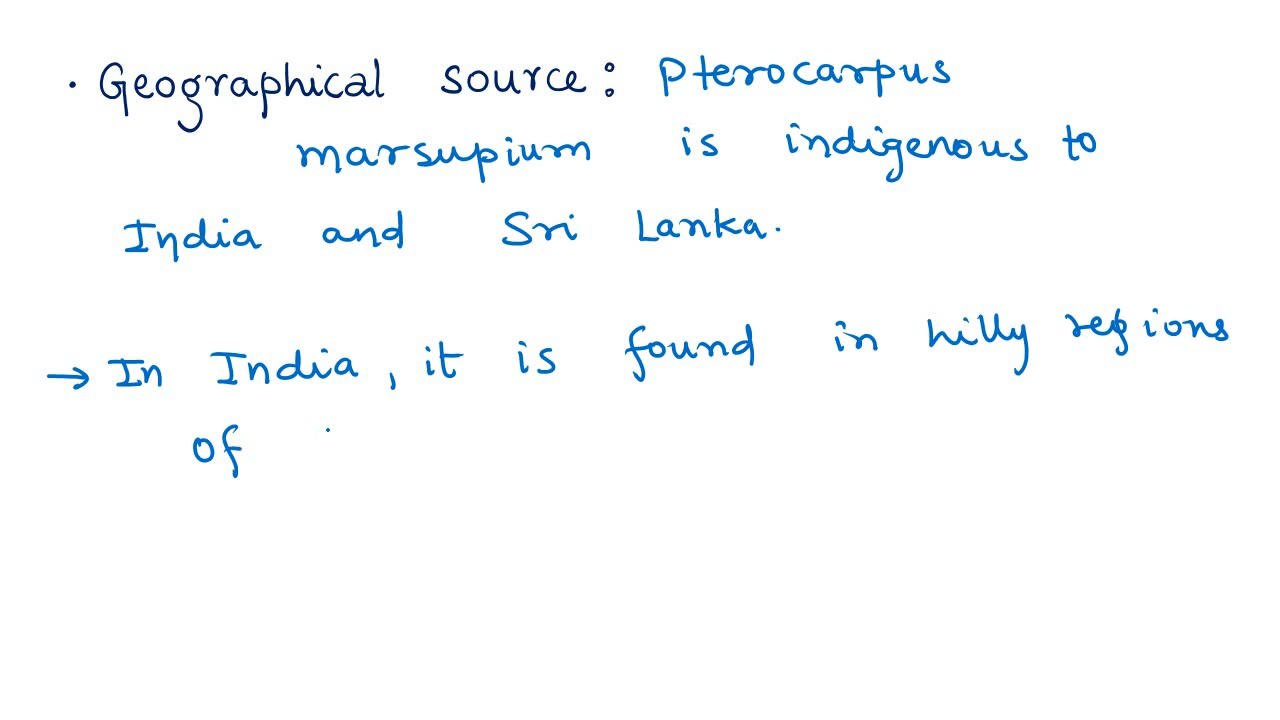 · Geographical source: Pterocarpus
marsupium is indigenous to
India and Sri Lanka.
→ In India, it is found in hilly regions
of